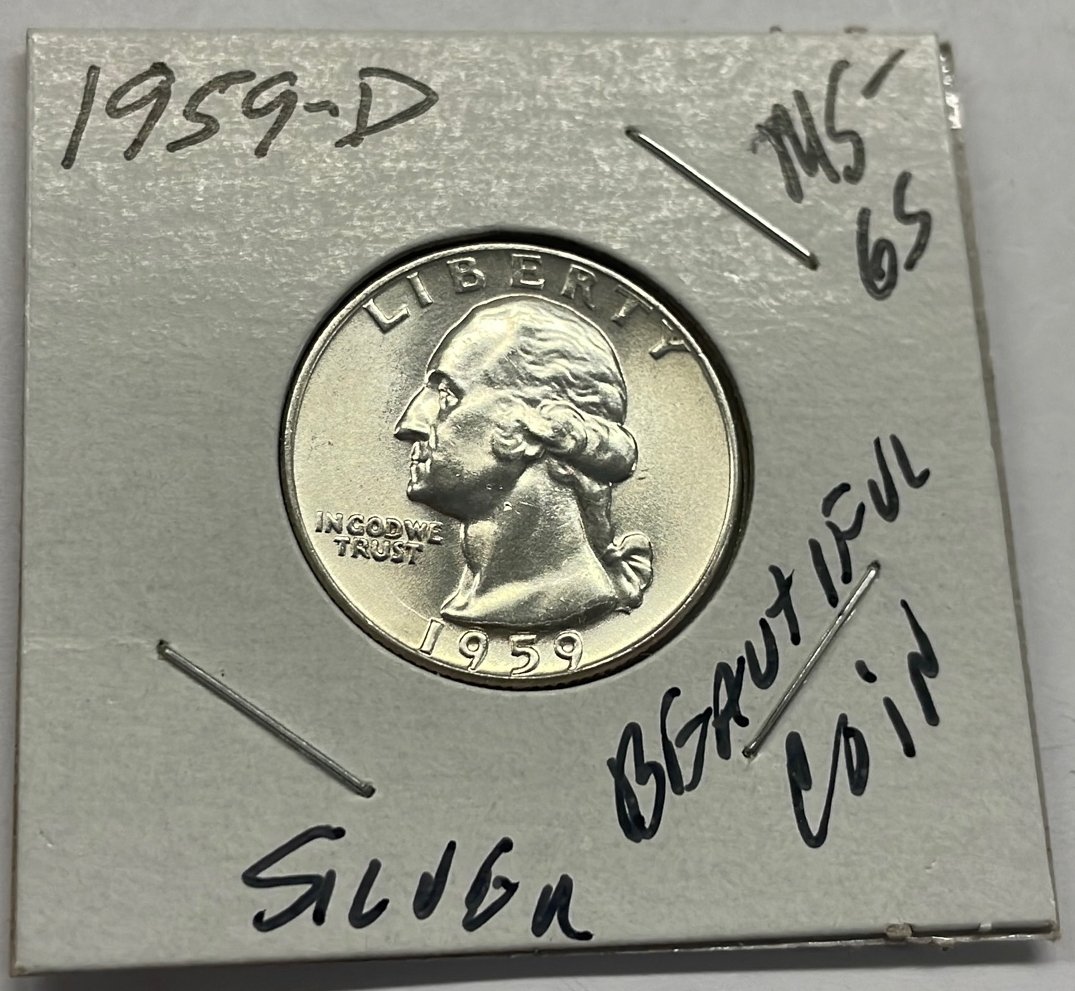 1959-D
MS-
65
LIBERTY
IN GOD WE
TRUST
1959
BEAUTIFUL
COIN
SILVER